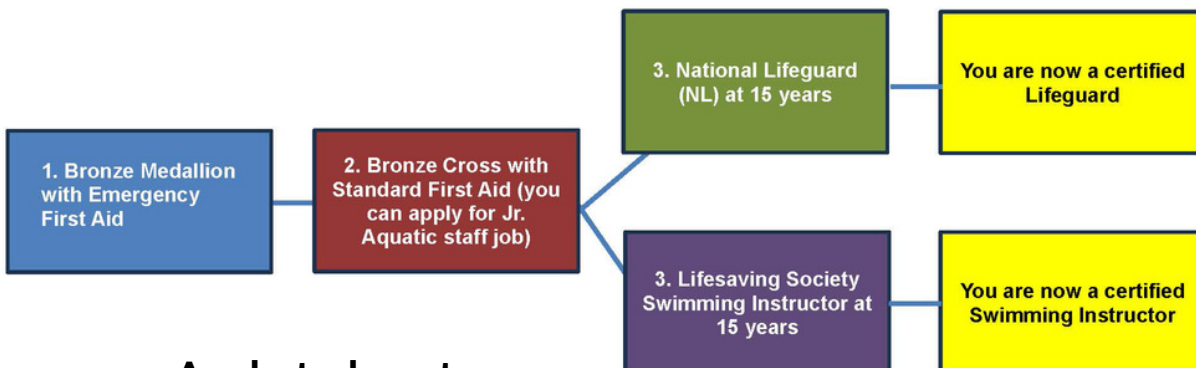 1. Bronze Medallion
with Emergency
First Aid
2. Bronze Cross with
Standard First Aid (you
can apply for Jr.
Aquatic staff job)
3. National Lifeguard
(NL) at 15 years
You are now a certified
Lifeguard
3. Lifesaving Society
Swimming Instructor at
15 years
You are now a certified
Swimming Instructor